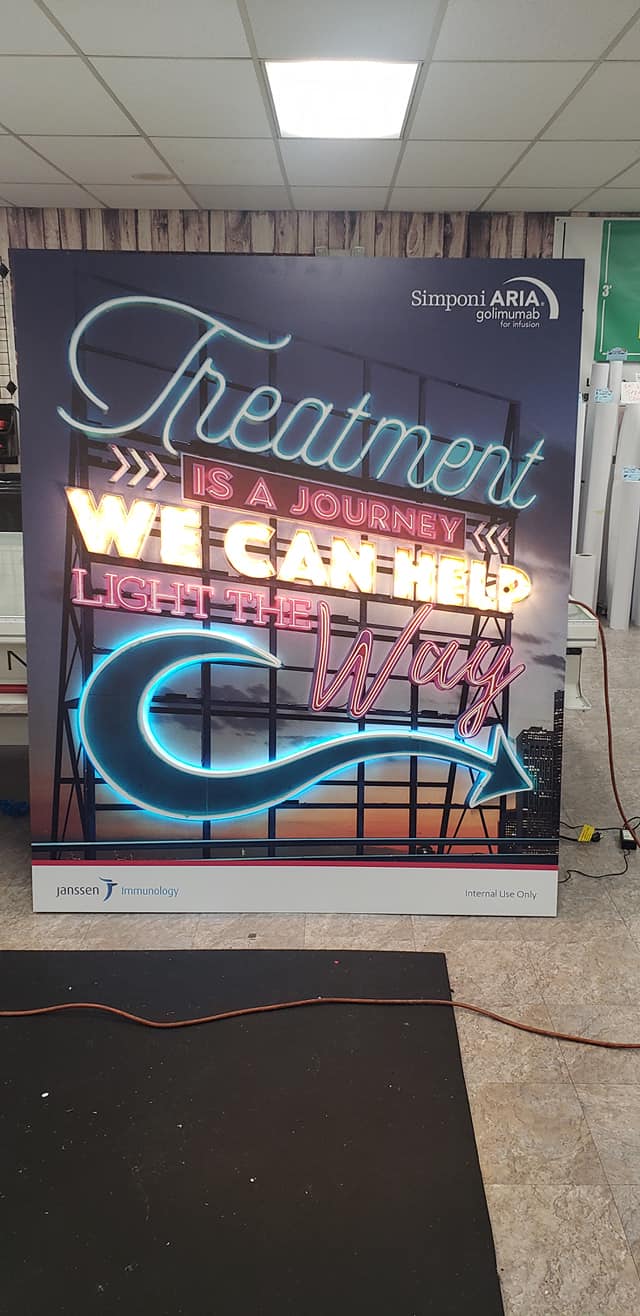 Simponi ARIA®
golimumab
for infusion
Treatment
IS A JOURNEY
WE CAN HELP
LIGHT THE
Way
janssen Immunology
Internal Use Only
3'
N